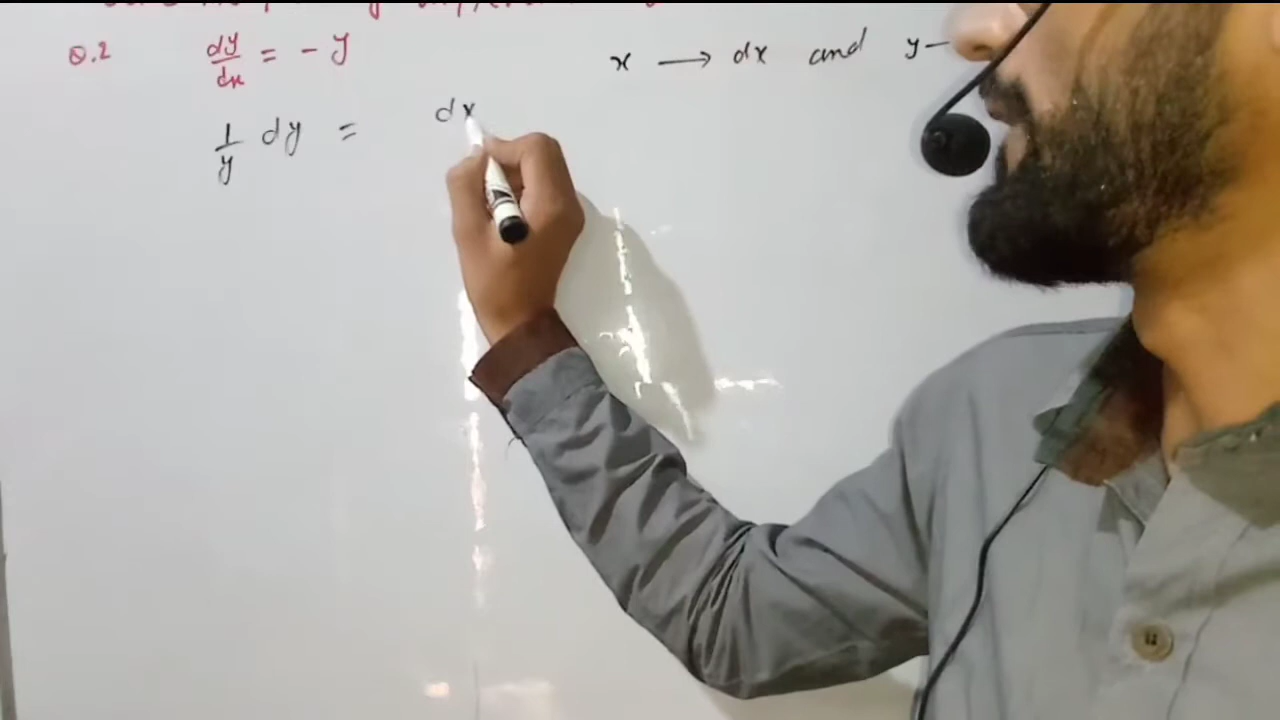 Q.2 dy/dx = - y
x → dx and y –
1/y dy = dx